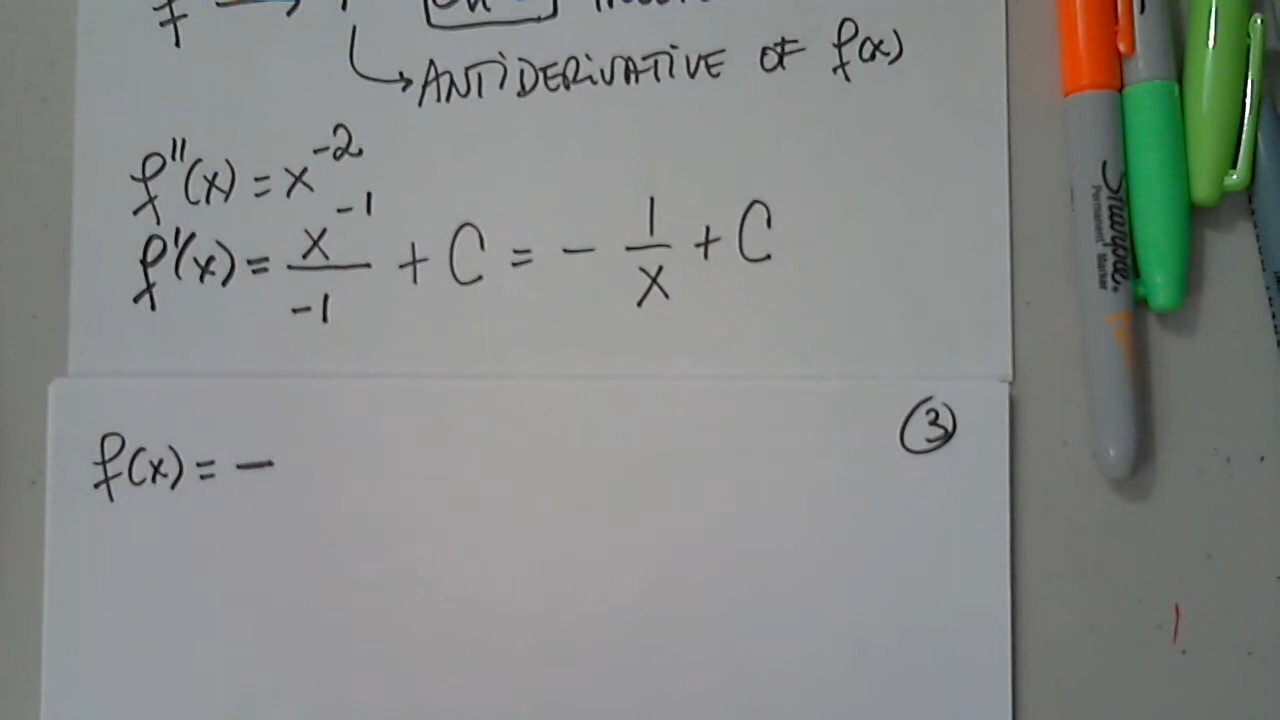 ANTIDERIVATIVE OF f(x)
f''(x) = x^-2
f'(x) = x^-1/-1 + C = - 1/x + C
3
f(x) = -
Sharpie
Permanent Marker